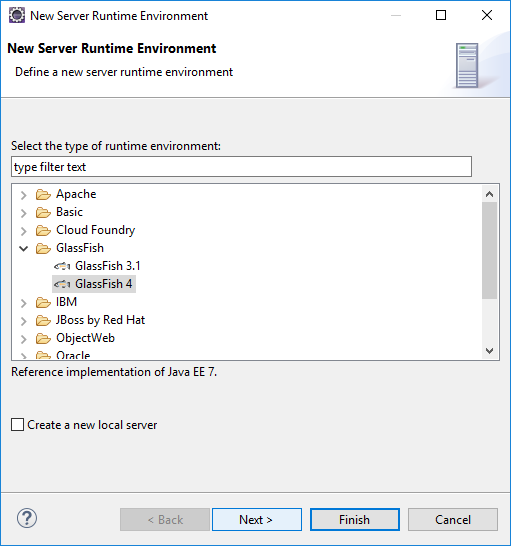 New Server Runtime Environment
New Server Runtime Environment
Define a new server runtime environment
Select the type of runtime environment:
type filter text
Apache
Basic
Cloud Foundry
GlassFish
GlassFish 3.1
GlassFish 4
IBM
JBoss by Red Hat
ObjectWeb
Oracle
Reference implementation of Java EE 7.
Create a new local server
? < Back Next > Finish Cancel